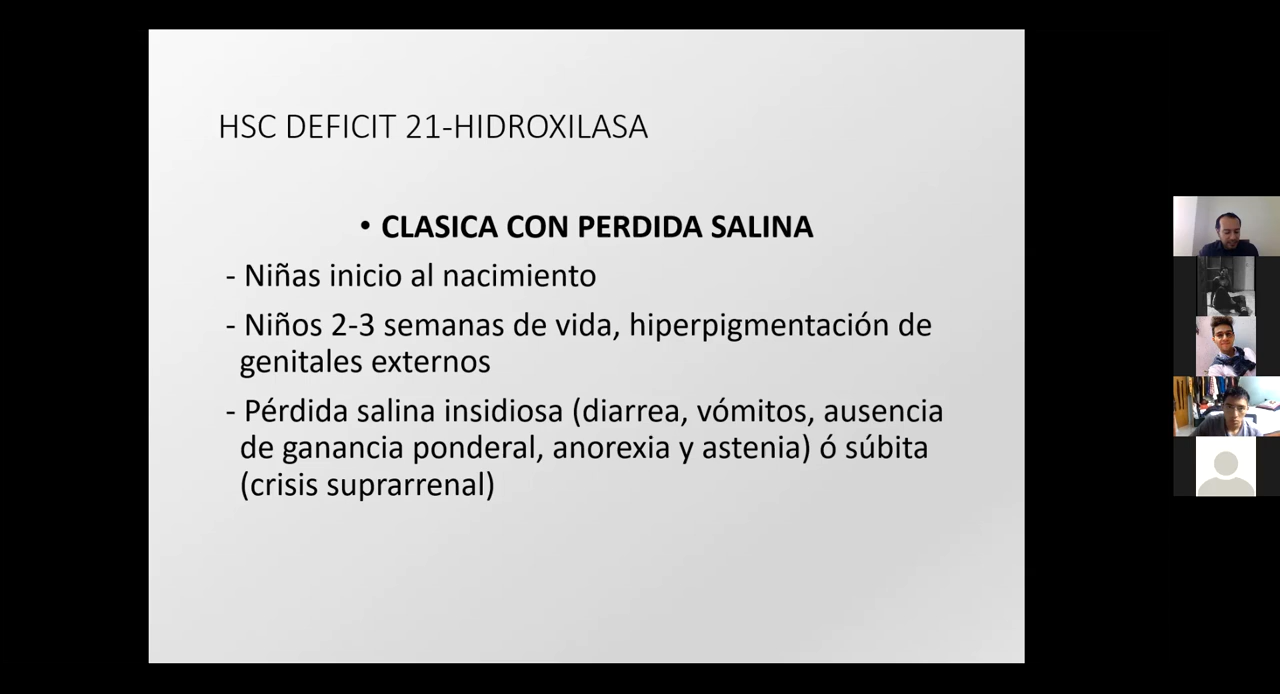 HSC DEFICIT 21-HIDROXILASA
• CLASICA CON PERDIDA SALINA
- Niñas inicio al nacimiento
- Niños 2-3 semanas de vida, hiperpigmentación de
genitales externos
- Pérdida salina insidiosa (diarrea, vómitos, ausencia
de ganancia ponderal, anorexia y astenia) ó súbita
(crisis suprarrenal)